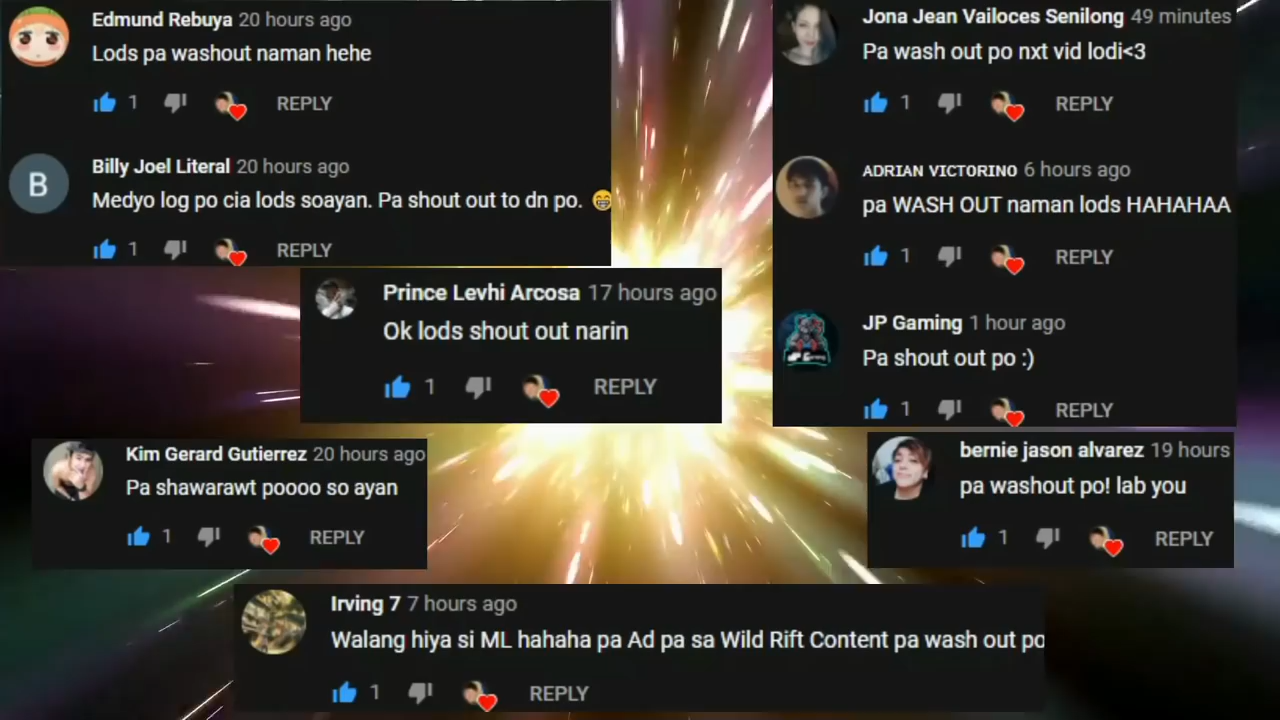 Edmund Rebuya 20 hours ago
Lods pa washout naman hehe
1 REPLY
B
Billy Joel Literal 20 hours ago
Medyo log po cia lods soayan. Pa shout out to dn po. 😁
1 REPLY
Jona Jean Vailoces Senilong 49 minutes
Pa wash out po nxt vid lodi<3
1 REPLY
ᴀᴅʀɪᴀɴ ᴠɪᴄᴛᴏʀɪɴᴏ 6 hours ago
pa WASH OUT naman lods HAHAHAA
1 REPLY
JP Gaming 1 hour ago
Pa shout out po :)
1 REPLY
Prince Levhi Arcosa 17 hours ago
Ok lods shout out narin
1 REPLY
Kim Gerard Gutierrez 20 hours ago
Pa shawarawt poooo so ayan
1 REPLY
bernie jason alvarez 19 hours
pa washout po! lab you
1 REPLY
Irving 7 7 hours ago
Walang hiya si ML hahaha pa Ad pa sa Wild Rift Content pa wash out po
1 REPLY